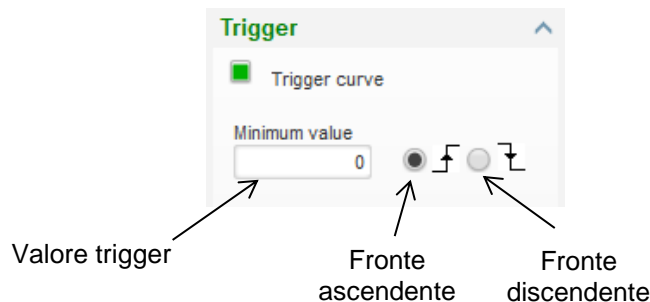 Trigger
Trigger curve
Minimum value
0
Valore trigger
Fronte
ascendente
Fronte
discendente